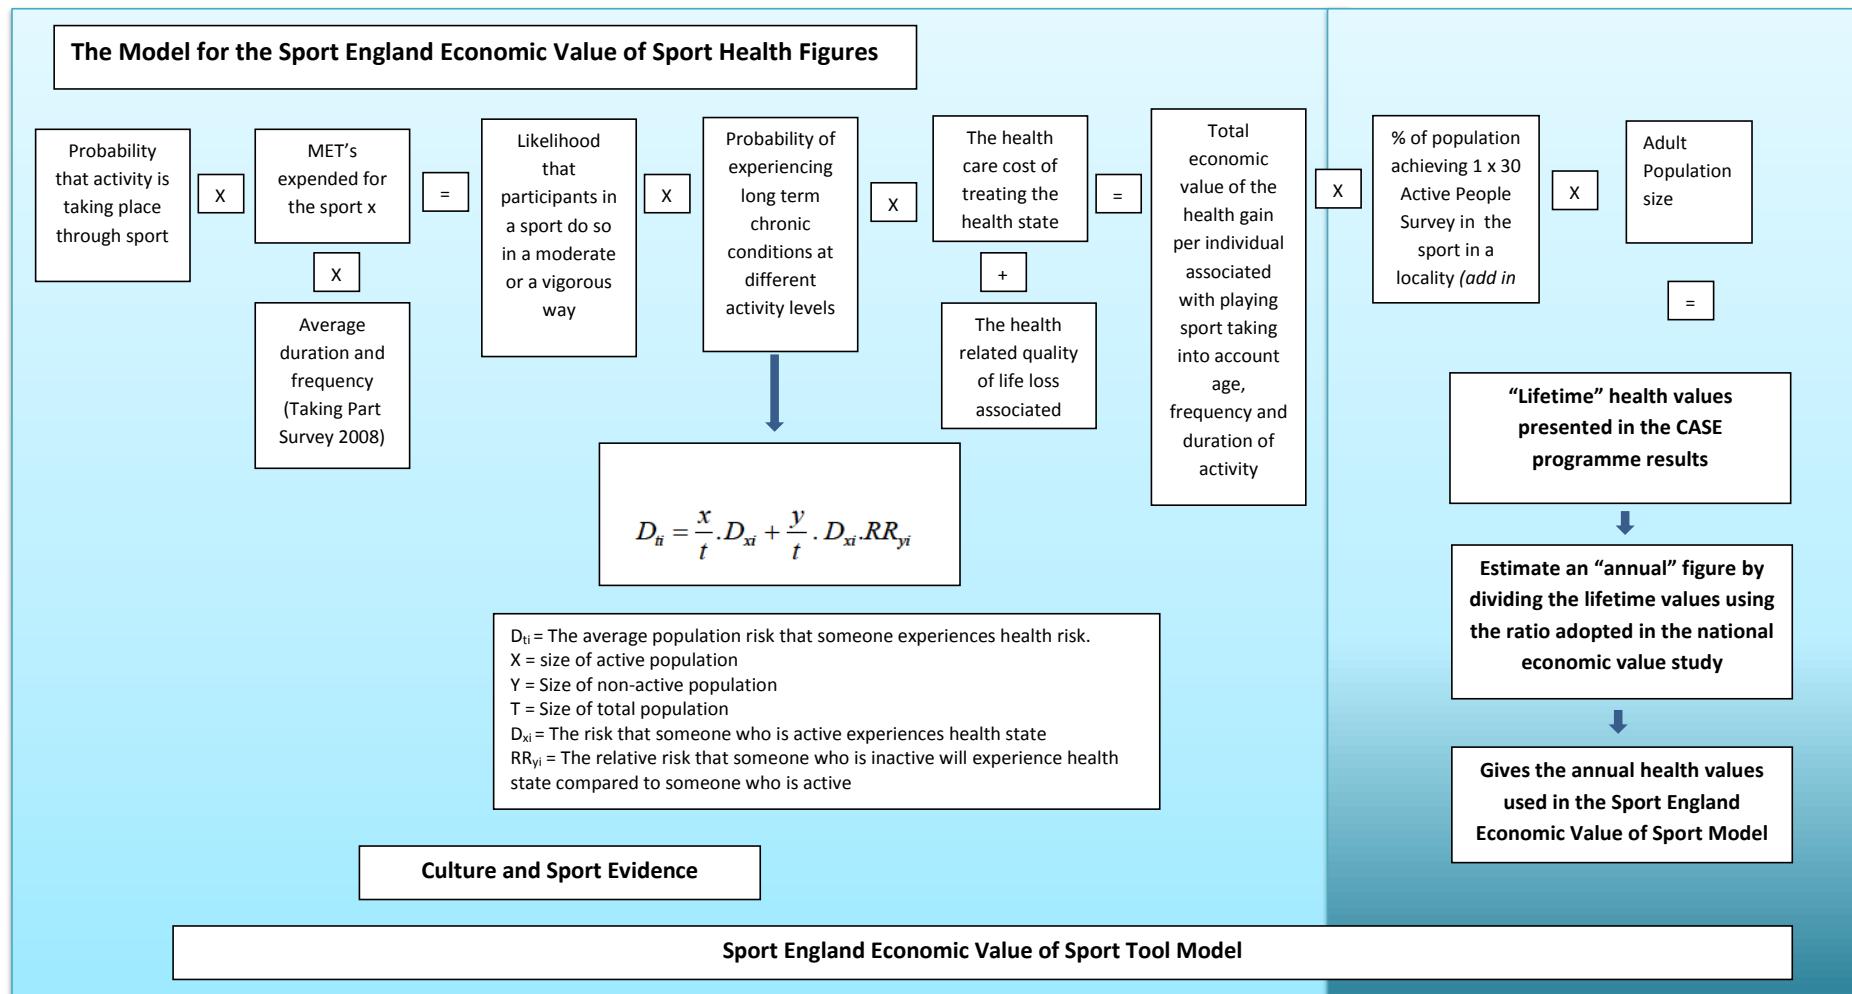 The Model for the Sport England Economic Value of Sport Health Figures
Probability
that activity is
taking place
through sport
X
MET's
expended for
the sport x
X
Average
duration and
frequency
(Taking Part
Survey 2008)
=
Likelihood
that
participants in
a sport do so
in a moderate
or a vigorous
way
X
Probability of
experiencing
long term
chronic
conditions at
different
activity levels
X
The health
care cost of
treating the
health state
+
The health
related quality
of life loss
associated
=
Total
economic
value of the
health gain
per individual
associated
with playing
sport taking
into account
age,
frequency and
duration of
activity
X
% of population
achieving 1 x 30
Active People
Survey in the
sport in a
locality (add in
X
Adult
Population
size
=
D_ti = x/t . D_xi + y/t . D_xi . RR_yi
D_ti = The average population risk that someone experiences health risk.
X = size of active population
Y = Size of non-active population
T = Size of total population
D_xi = The risk that someone who is active experiences health state
RR_yi = The relative risk that someone who is inactive will experience health
state compared to someone who is active
"Lifetime" health values
presented in the CASE
programme results
Estimate an "annual" figure by
dividing the lifetime values using
the ratio adopted in the national
economic value study
Gives the annual health values
used in the Sport England
Economic Value of Sport Model
Culture and Sport Evidence
Sport England Economic Value of Sport Tool Model